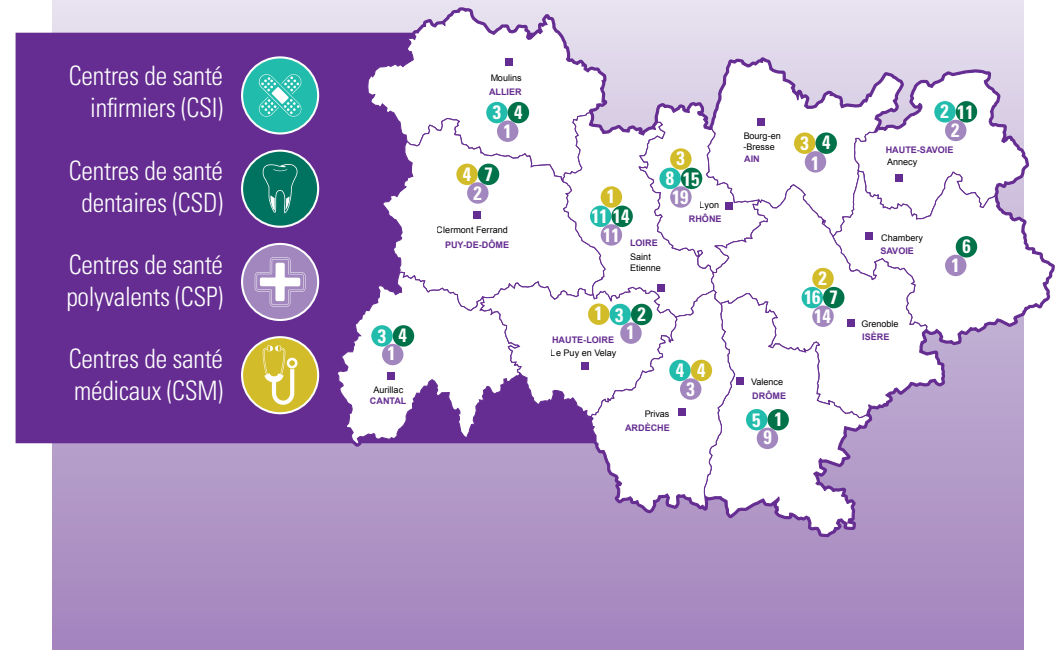 Centres de santé
infirmiers (CSI)
Centres de santé
dentaires (CSD)
Centres de santé
polyvalents (CSP)
Centres de santé
médicaux (CSM)
Moulins
ALLIER
3 4
1
4 7
2
Clermont Ferrand
PUY-DE-DÔME
3 4
1
Aurillac
CANTAL
1
11 14
11
LOIRE
Saint
Etienne
3
8 15
19
Lyon
RHÔNE
Bourg-en
-Bresse
AIN
3 4
1
2 11
2
HAUTE-SAVOIE
Annecy
Chambery
SAVOIE
6
1
2
16 7
14
Grenoble
ISÈRE
1 3 2
1
HAUTE-LOIRE
Le Puy en Velay
4 4
3
Privas
ARDÈCHE
Valence
DRÔME
5 1
9